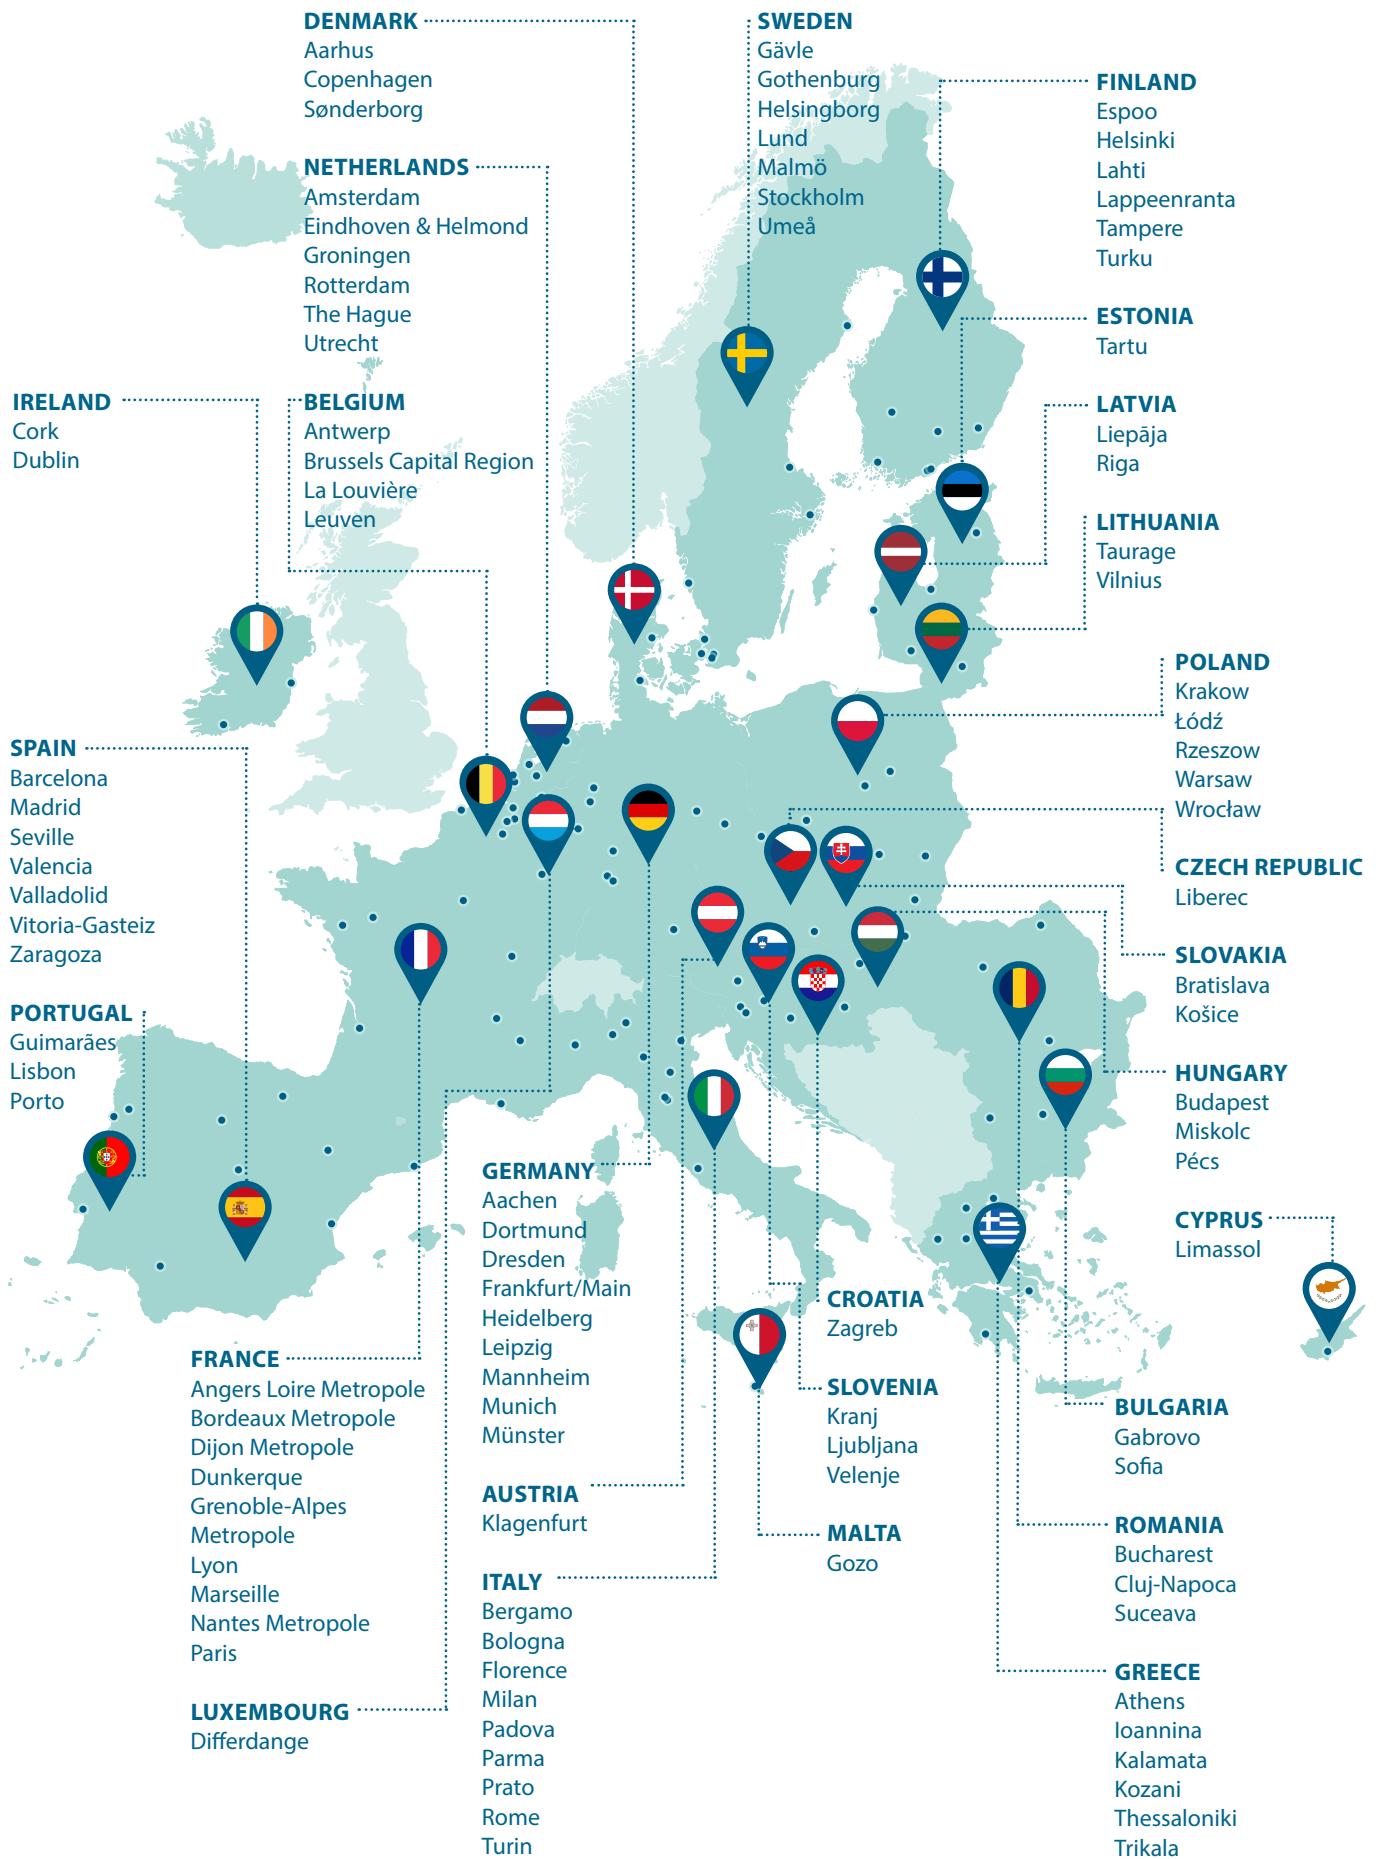 DENMARK
Aarhus
Copenhagen
Sønderborg
NETHERLANDS
Amsterdam
Eindhoven & Helmond
Groningen
Rotterdam
The Hague
Utrecht
SWEDEN
Gävle
Gothenburg
Helsingborg
Lund
Malmö
Stockholm
Umeå
FINLAND
Espoo
Helsinki
Lahti
Lappeenranta
Tampere
Turku
ESTONIA
Tartu
IRELAND
Cork
Dublin
BELGIUM
Antwerp
Brussels Capital Region
La Louvière
Leuven
LATVIA
Liepāja
Riga
LITHUANIA
Taurage
Vilnius
POLAND
Krakow
Łódź
Rzeszow
Warsaw
Wrocław
SPAIN
Barcelona
Madrid
Seville
Valencia
Valladolid
Vitoria-Gasteiz
Zaragoza
CZECH REPUBLIC
Liberec
SLOVAKIA
Bratislava
Košice
PORTUGAL
Guimarães
Lisbon
Porto
HUNGARY
Budapest
Miskolc
Pécs
GERMANY
Aachen
Dortmund
Dresden
Frankfurt/Main
Heidelberg
Leipzig
Mannheim
Munich
Münster
CYPRUS
Limassol
CROATIA
Zagreb
FRANCE
Angers Loire Metropole
Bordeaux Metropole
Dijon Metropole
Dunkerque
Grenoble-Alpes
Metropole
Lyon
Marseille
Nantes Metropole
Paris
SLOVENIA
Kranj
Ljubljana
Velenje
BULGARIA
Gabrovo
Sofia
AUSTRIA
Klagenfurt
MALTA
Gozo
ROMANIA
Bucharest
Cluj-Napoca
Suceava
ITALY
Bergamo
Bologna
Florence
Milan
Padova
Parma
Prato
Rome
Turin
LUXEMBOURG
Differdange
GREECE
Athens
Ioannina
Kalamata
Kozani
Thessaloniki
Trikala